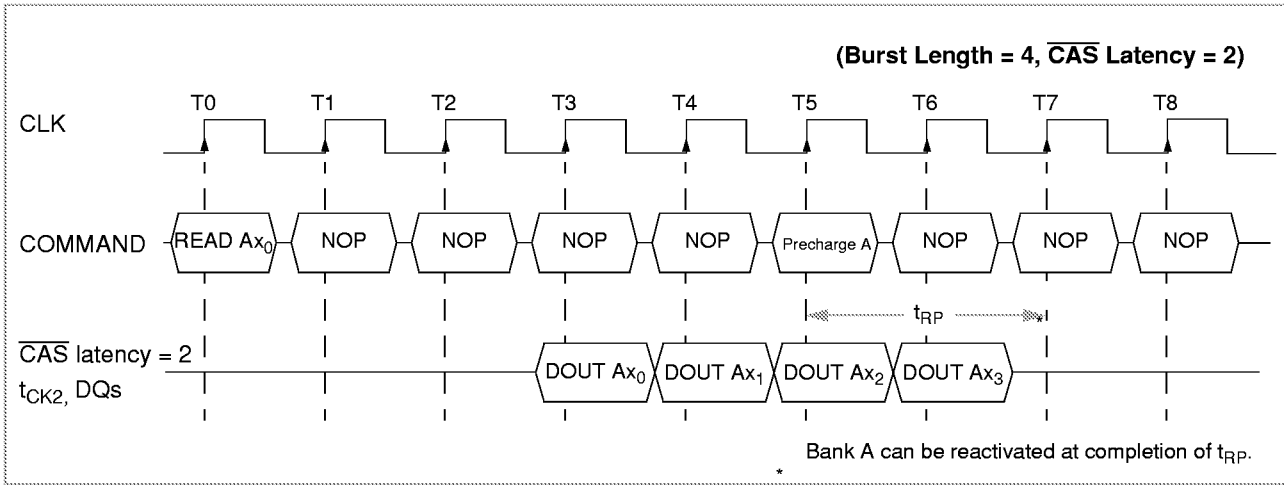 (Burst Length = 4, CAS Latency = 2)
T0 T1 T2 T3 T4 T5 T6 T7 T8
CLK
COMMAND READ Ax0 NOP NOP NOP NOP Precharge A NOP NOP NOP
tRP *
CAS latency = 2
tCK2, DQs
DOUT Ax0 DOUT Ax1 DOUT Ax2 DOUT Ax3
* Bank A can be reactivated at completion of tRP.